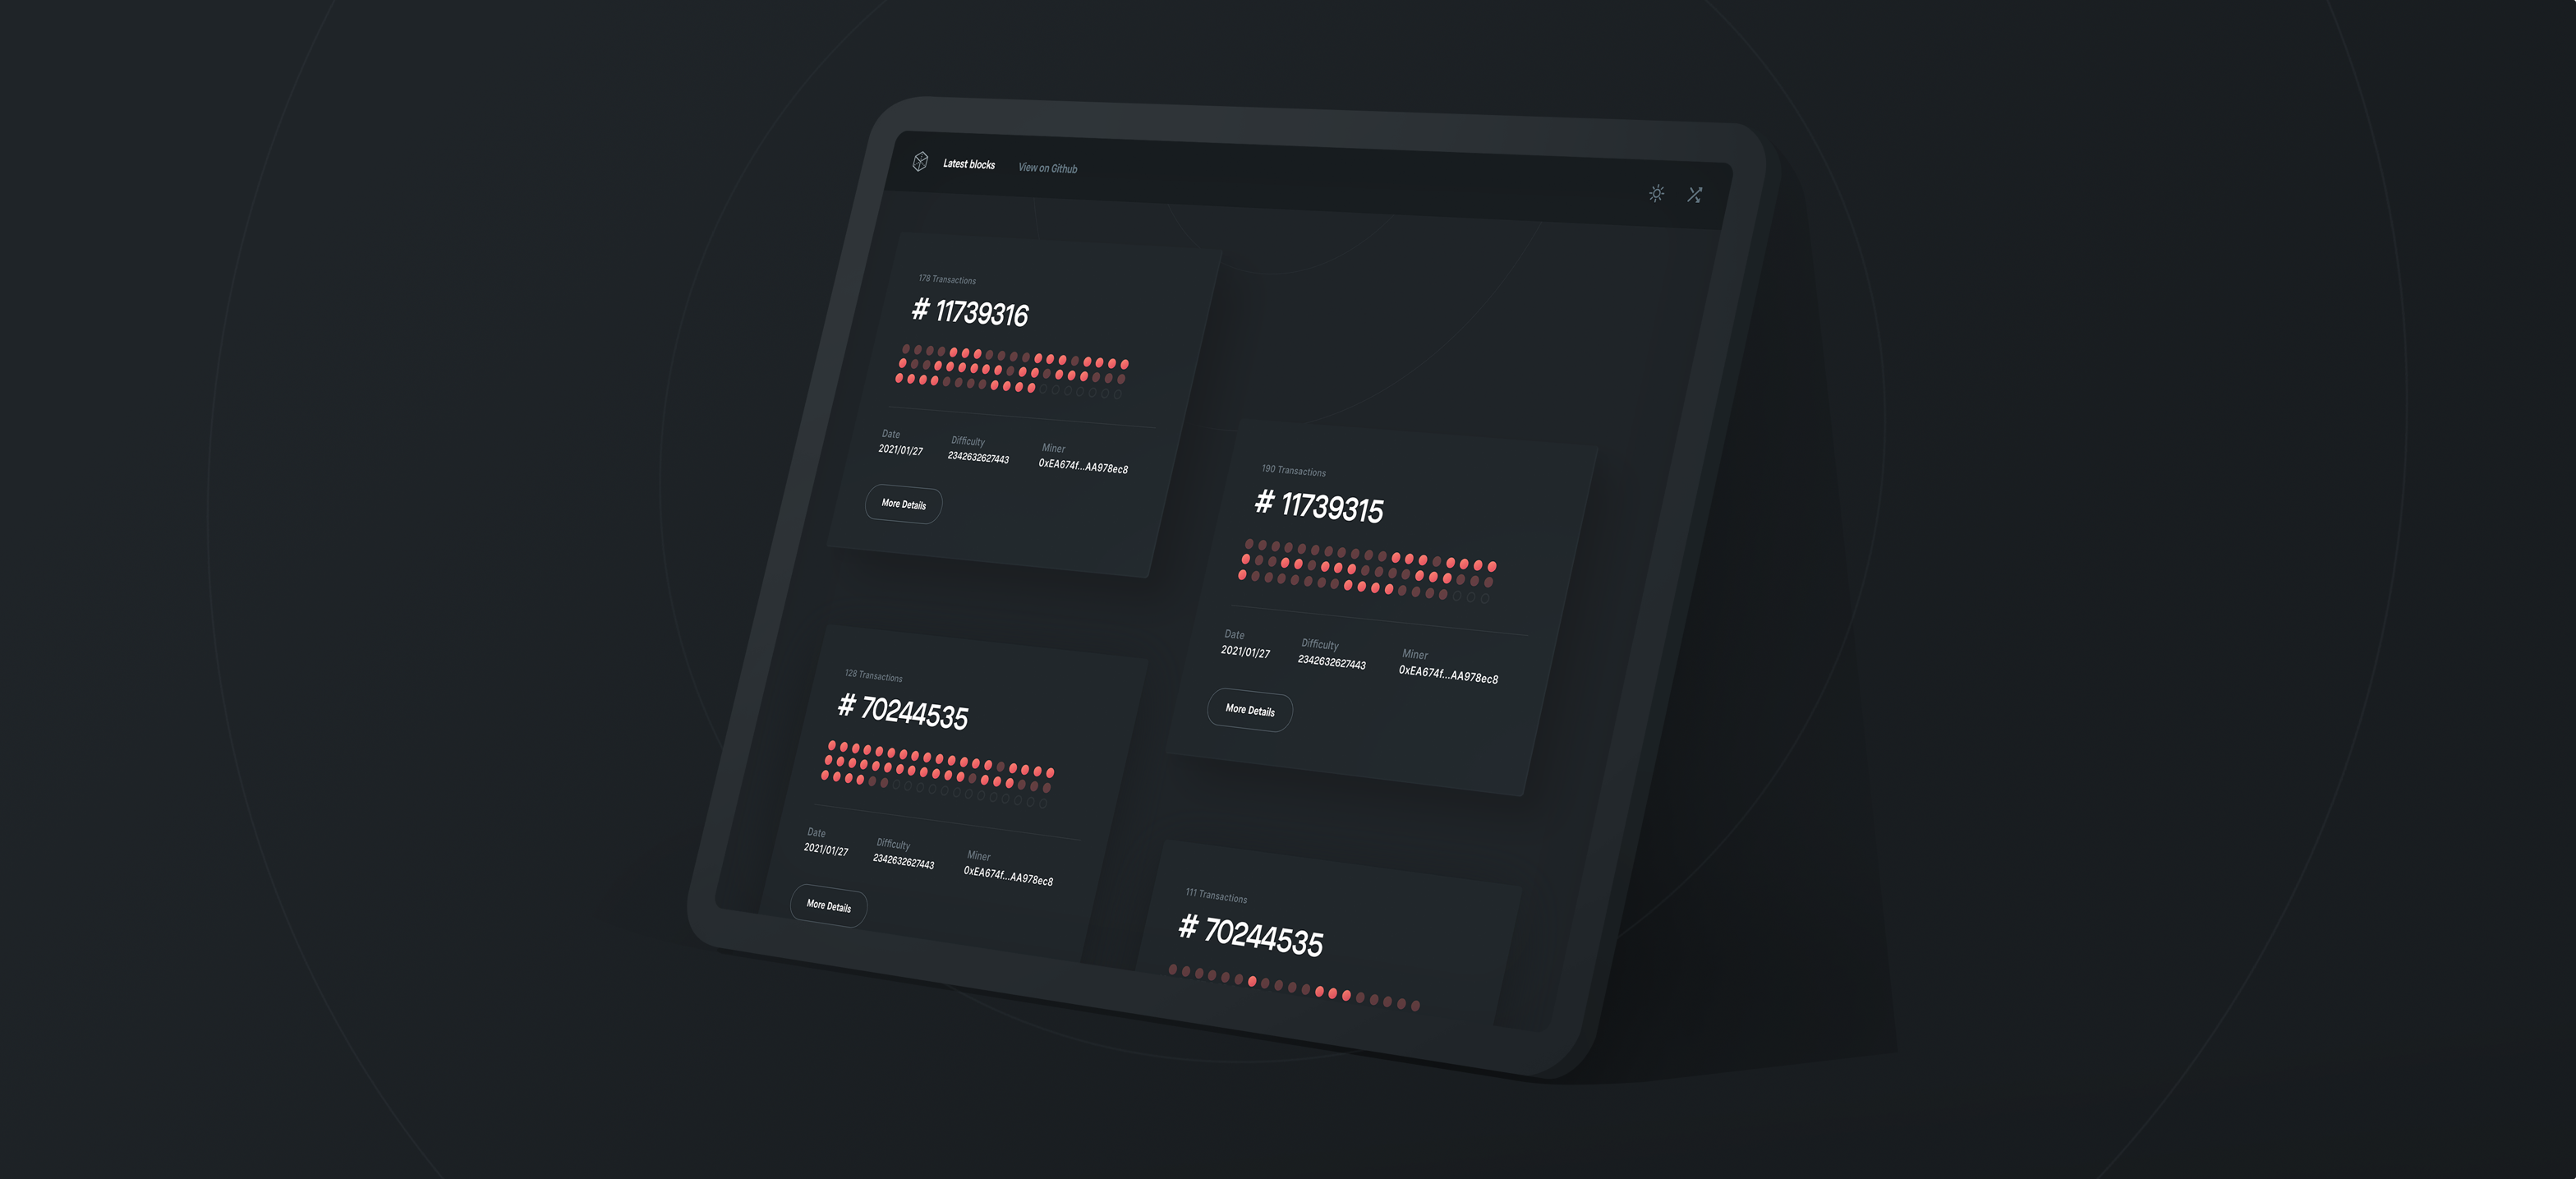 Latest blocks
View on Github
178 Transactions
# 11739316
Date
2021/01/27
Difficulty
2342632627443
Miner
0xEA674f...AA978ec8
More Details
190 Transactions
# 11739315
Date
2021/01/27
Difficulty
2342632627443
Miner
0xEA674f...AA978ec8
More Details
128 Transactions
# 70244535
Date
2021/01/27
Difficulty
2342632627443
Miner
0xEA674f...AA978ec8
More Details
111 Transactions
# 70244535